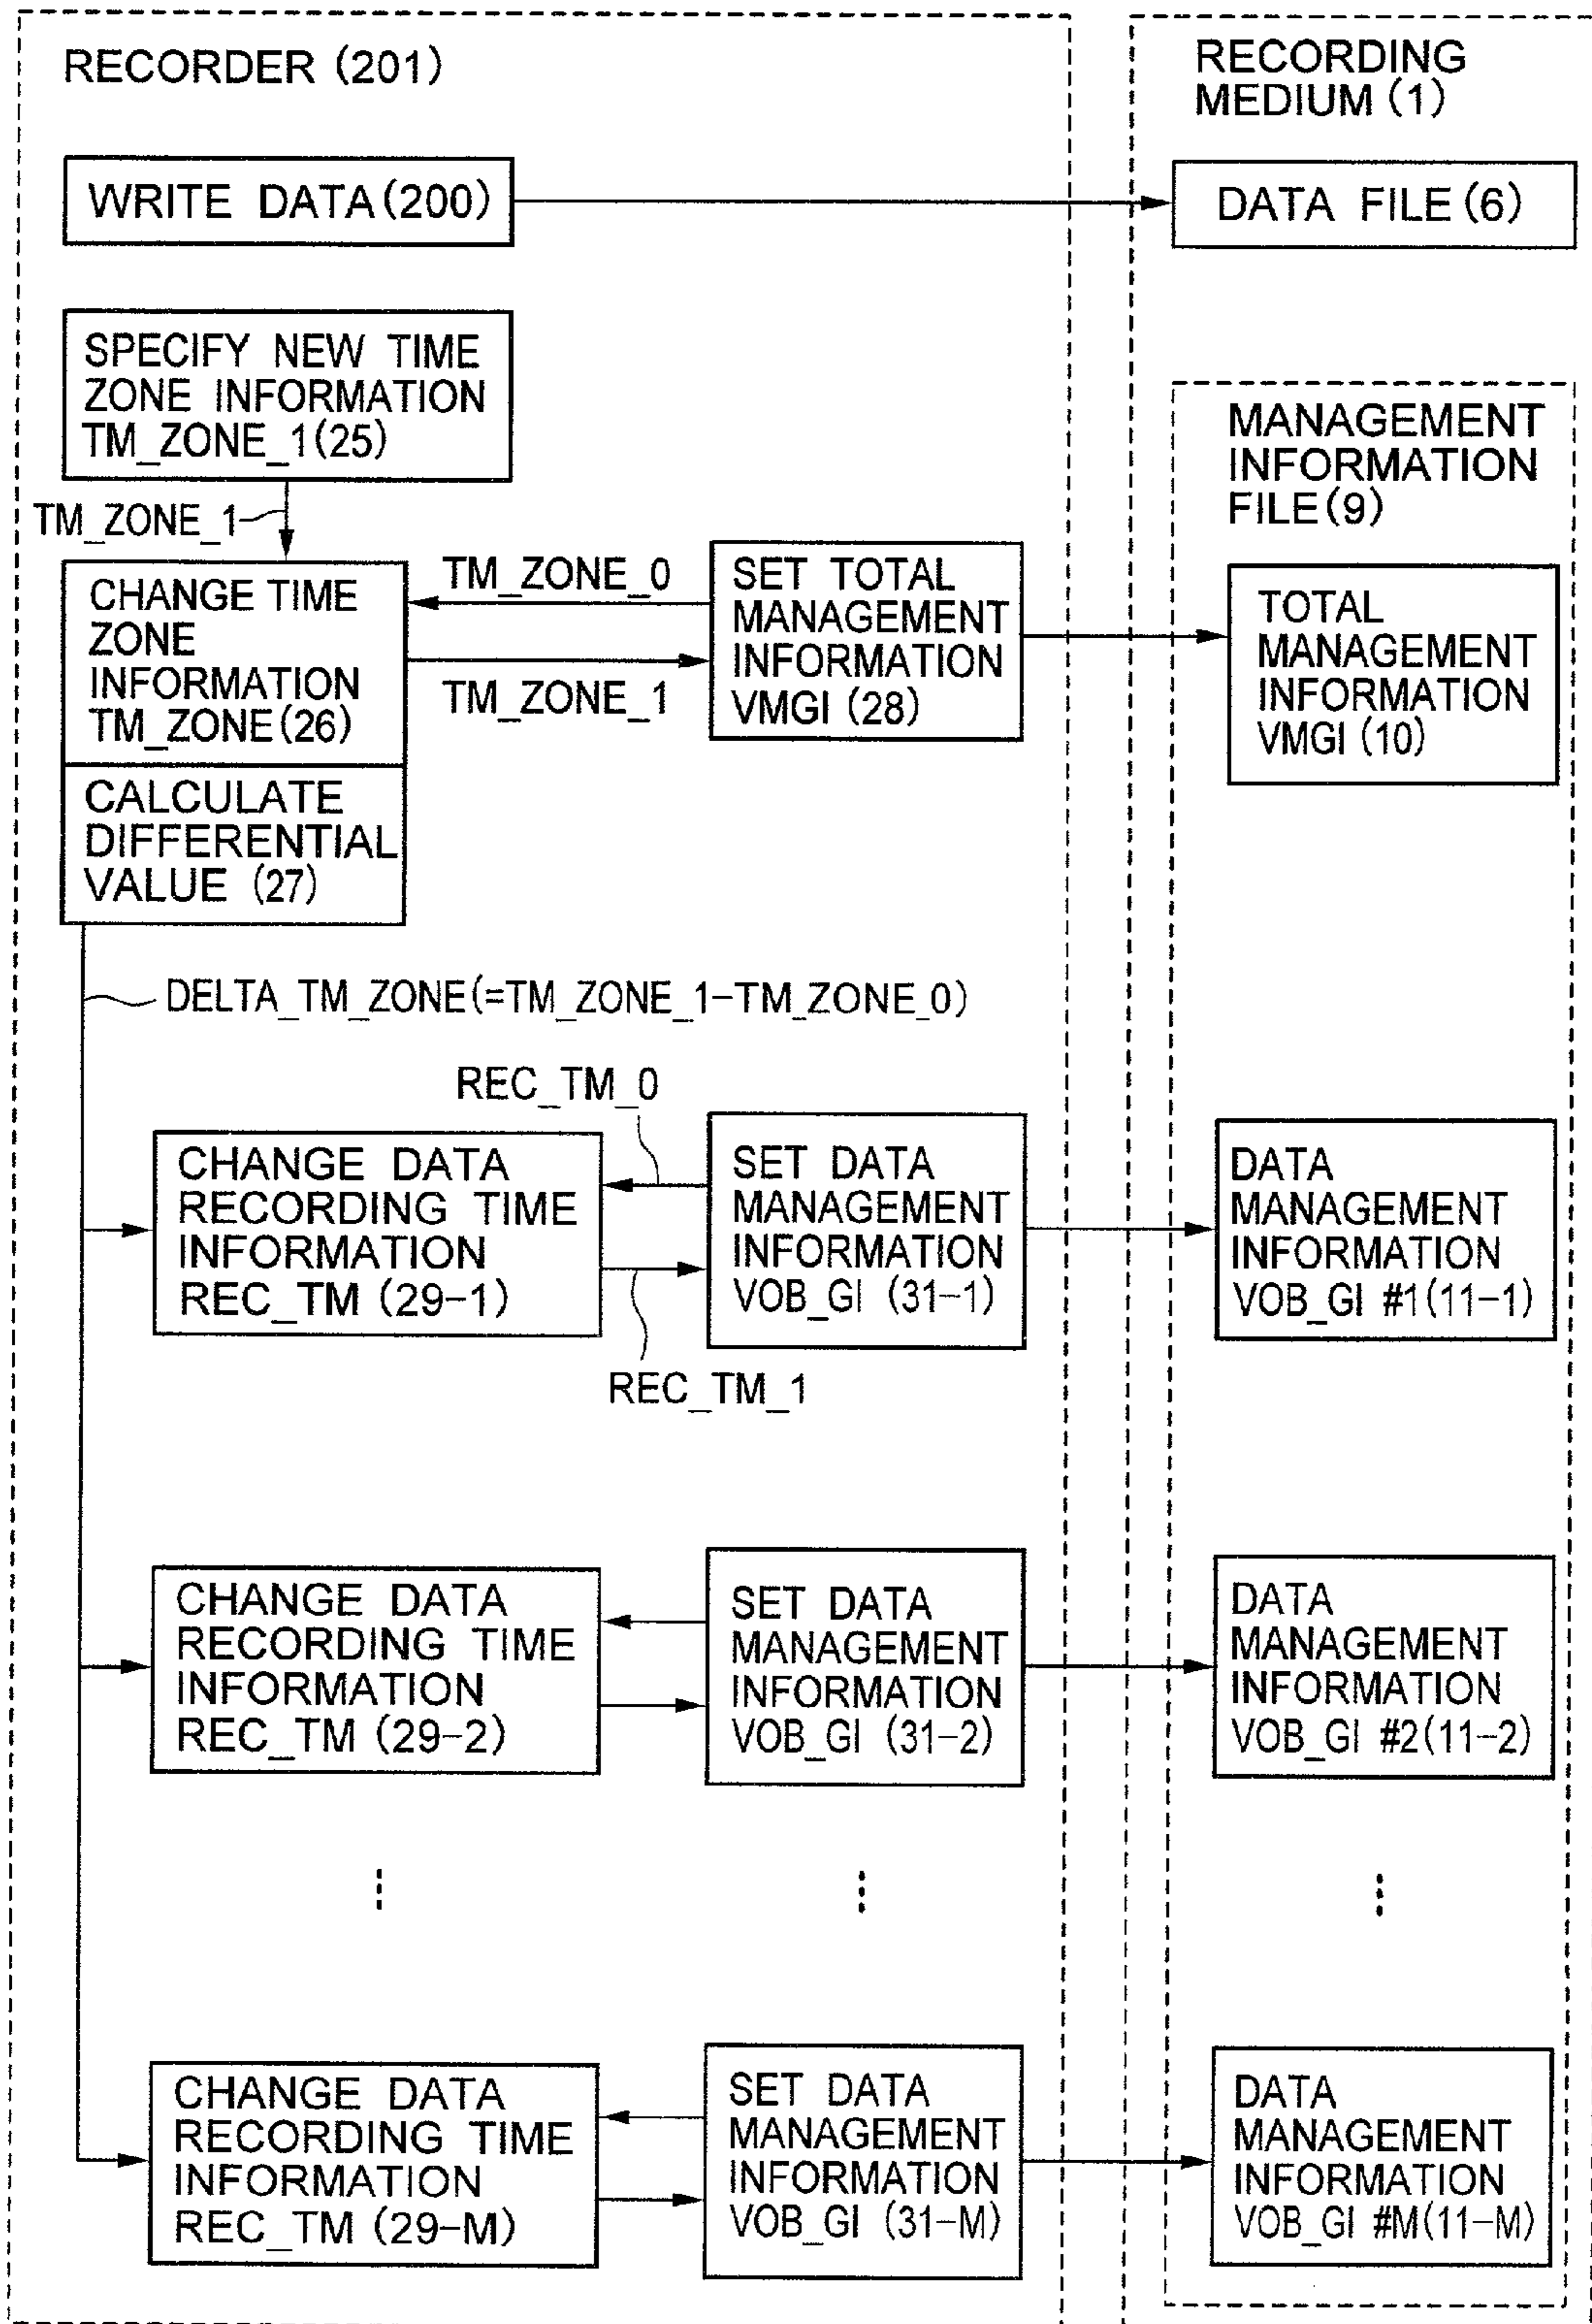 RECORDER (201)
RECORDING
MEDIUM (1)
WRITE DATA(200)
DATA FILE (6)
SPECIFY NEW TIME
ZONE INFORMATION
TM_ZONE_1(25)
MANAGEMENT
INFORMATION
FILE(9)
TM_ZONE_1
CHANGE TIME
ZONE
INFORMATION
TM_ZONE(26)
TM_ZONE_0
TM_ZONE_1
SET TOTAL
MANAGEMENT
INFORMATION
VMGI (28)
TOTAL
MANAGEMENT
INFORMATION
VMGI (10)
CALCULATE
DIFFERENTIAL
VALUE (27)
DELTA_TM_ZONE(=TM_ZONE_1-TM_ZONE_0)
REC_TM_0
CHANGE DATA
RECORDING TIME
INFORMATION
REC_TM (29-1)
SET DATA
MANAGEMENT
INFORMATION
VOB_GI (31-1)
DATA
MANAGEMENT
INFORMATION
VOB_GI #1(11-1)
REC_TM_1
CHANGE DATA
RECORDING TIME
INFORMATION
REC_TM (29-2)
SET DATA
MANAGEMENT
INFORMATION
VOB_GI (31-2)
DATA
MANAGEMENT
INFORMATION
VOB_GI #2(11-2)
CHANGE DATA
RECORDING TIME
INFORMATION
REC_TM (29-M)
SET DATA
MANAGEMENT
INFORMATION
VOB_GI (31-M)
DATA
MANAGEMENT
INFORMATION
VOB_GI #M(11-M)